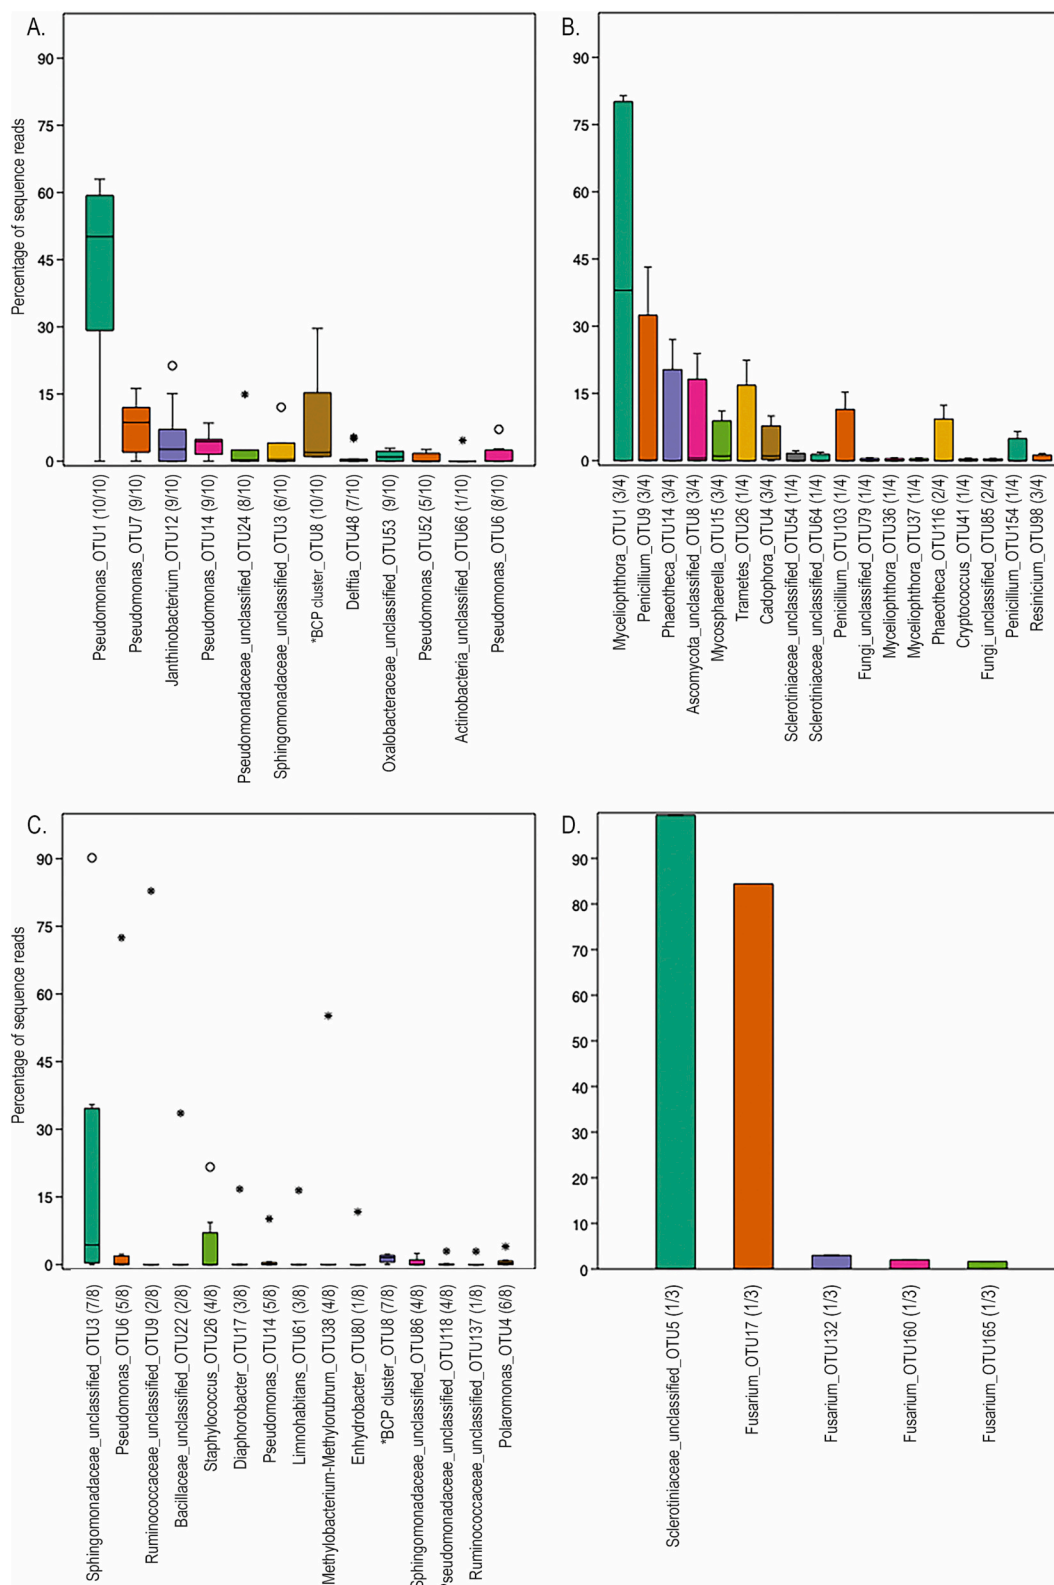 A.
Percentage of sequence reads
90
75
60
45
30
15
0
Pseudomonas_OTU1 (10/10)
Pseudomonas_OTU7 (9/10)
Janthinobacterium_OTU12 (9/10)
Pseudomonas_OTU14 (9/10)
Pseudomonadaceae_unclassified_OTU24 (8/10)
Sphingomonadaceae_unclassified_OTU3 (6/10)
*BCP cluster_OTU8 (10/10)
Delftia_OTU48 (7/10)
Oxalobacteraceae_unclassified_OTU53 (9/10)
Pseudomonas_OTU52 (5/10)
Actinobacteria_unclassified_OTU66 (1/10)
Pseudomonas_OTU6 (8/10)
B.
90
75
60
45
30
15
0
Myceliophthora_OTU1 (3/4)
Penicillium_OTU9 (3/4)
Phaeotheca_OTU14 (3/4)
Ascomycota_unclassified_OTU8 (3/4)
Mycosphaerella_OTU15 (3/4)
Trametes_OTU26 (1/4)
Cadophora_OTU4 (3/4)
Sclerotiniaceae_unclassified_OTU54 (1/4)
Sclerotiniaceae_unclassified_OTU64 (1/4)
Penicillium_OTU103 (1/4)
Fungi_unclassified_OTU79 (1/4)
Myceliophthora_OTU36 (1/4)
Myceliophthora_OTU37 (1/4)
Phaeotheca_OTU116 (2/4)
Cryptococcus_OTU41 (1/4)
Fungi_unclassified_OTU85 (2/4)
Penicillium_OTU154 (1/4)
Resinicium_OTU98 (3/4)
C.
Percentage of sequence reads
90
75
60
45
30
15
0
Sphingomonadaceae_unclassified_OTU3 (7/8)
Pseudomonas_OTU6 (5/8)
Ruminococcaceae_unclassified_OTU9 (2/8)
Bacillaceae_unclassified_OTU22 (2/8)
Staphylococcus_OTU26 (4/8)
Diaphorobacter_OTU17 (3/8)
Pseudomonas_OTU14 (5/8)
Limnohabitans_OTU61 (3/8)
Methylobacterium-Methylorubrum_OTU38 (4/8)
Enhydrobacter_OTU80 (1/8)
*BCP cluster_OTU8 (7/8)
Sphingomonadaceae_unclassified_OTU86 (4/8)
Pseudomonadaceae_unclassified_OTU118 (4/8)
Ruminococcaceae_unclassified_OTU137 (1/8)
Polaromonas_OTU4 (6/8)
D.
90
80
70
60
50
40
30
20
10
0
Sclerotiniaceae_unclassified_OTU5 (1/3)
Fusarium_OTU17 (1/3)
Fusarium_OTU132 (1/3)
Fusarium_OTU160 (1/3)
Fusarium_OTU165 (1/3)